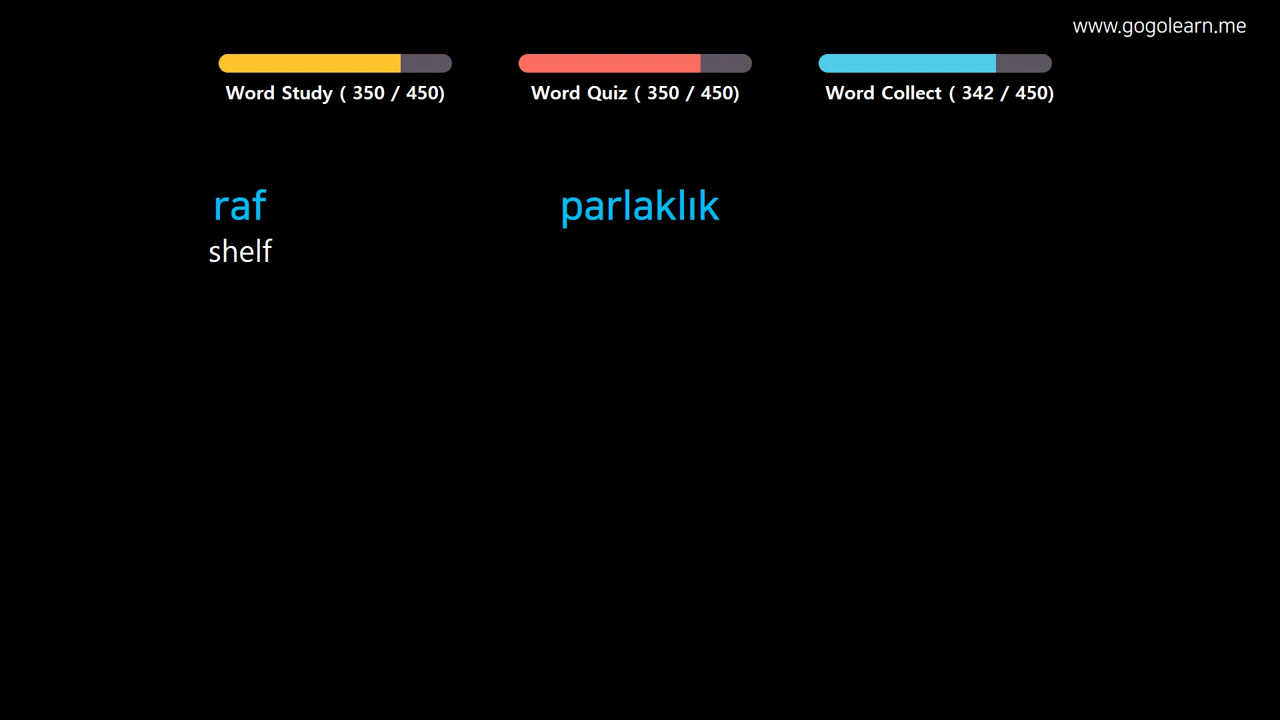 www.gogolearn.me
Word Study ( 350 / 450)
Word Quiz ( 350 / 450)
Word Collect ( 342 / 450)
raf
shelf
parlaklık